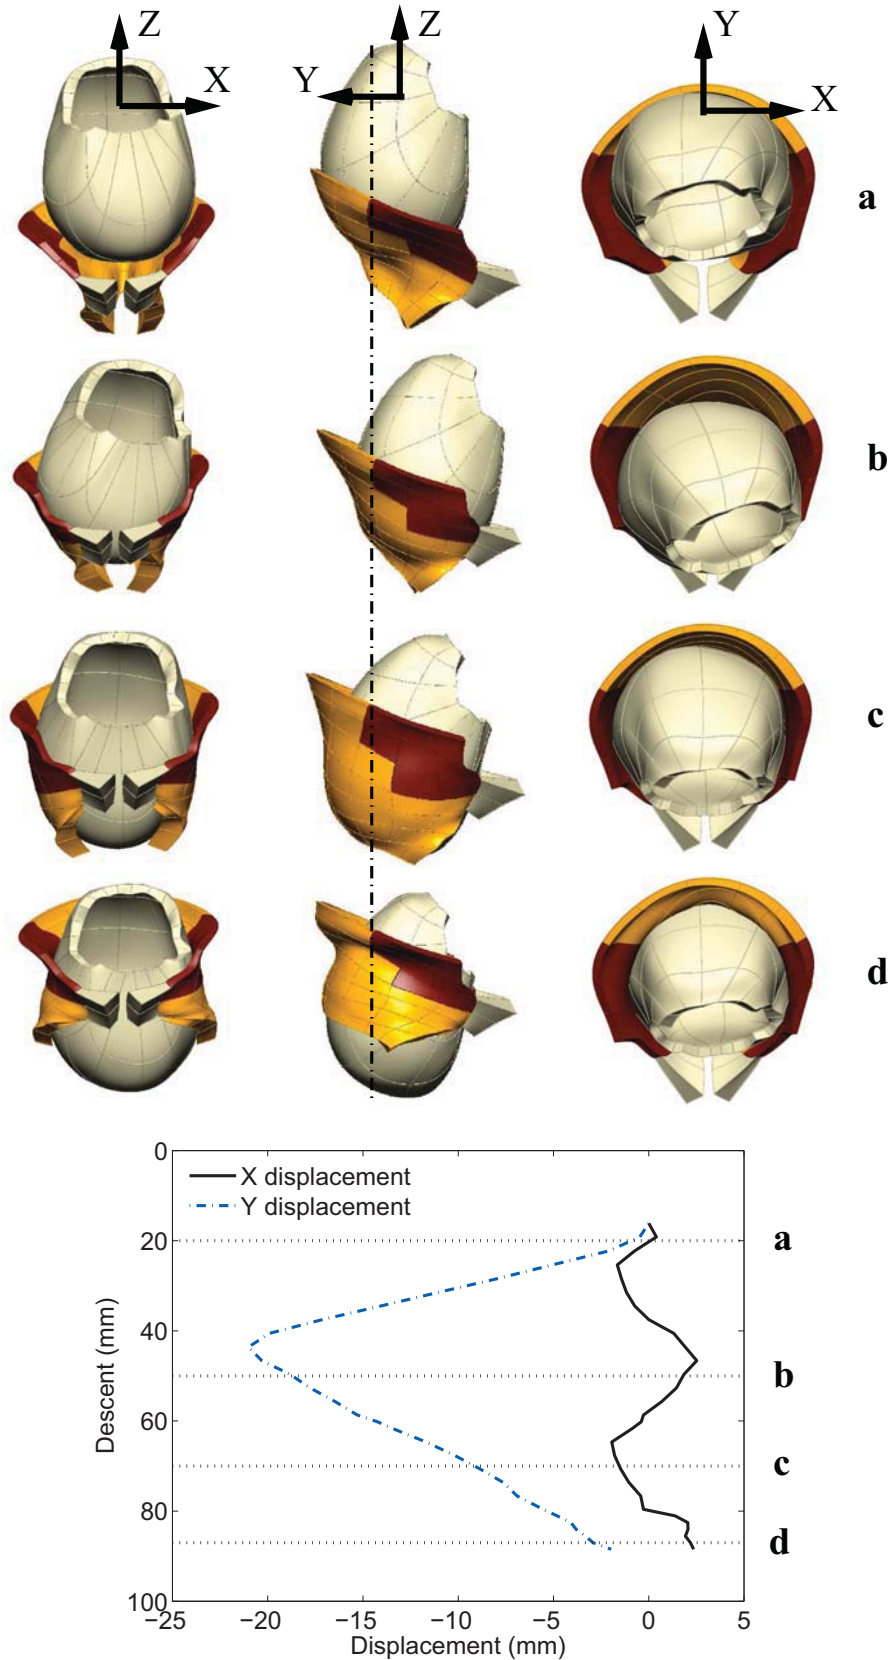 Z
X
Z
Y
Y
X
a
b
c
d
0
X displacement
Y displacement
20
a
40
b
60
c
80
d
100
−25
−20
−15
−10
−5
0
5
Descent (mm)
Displacement (mm)